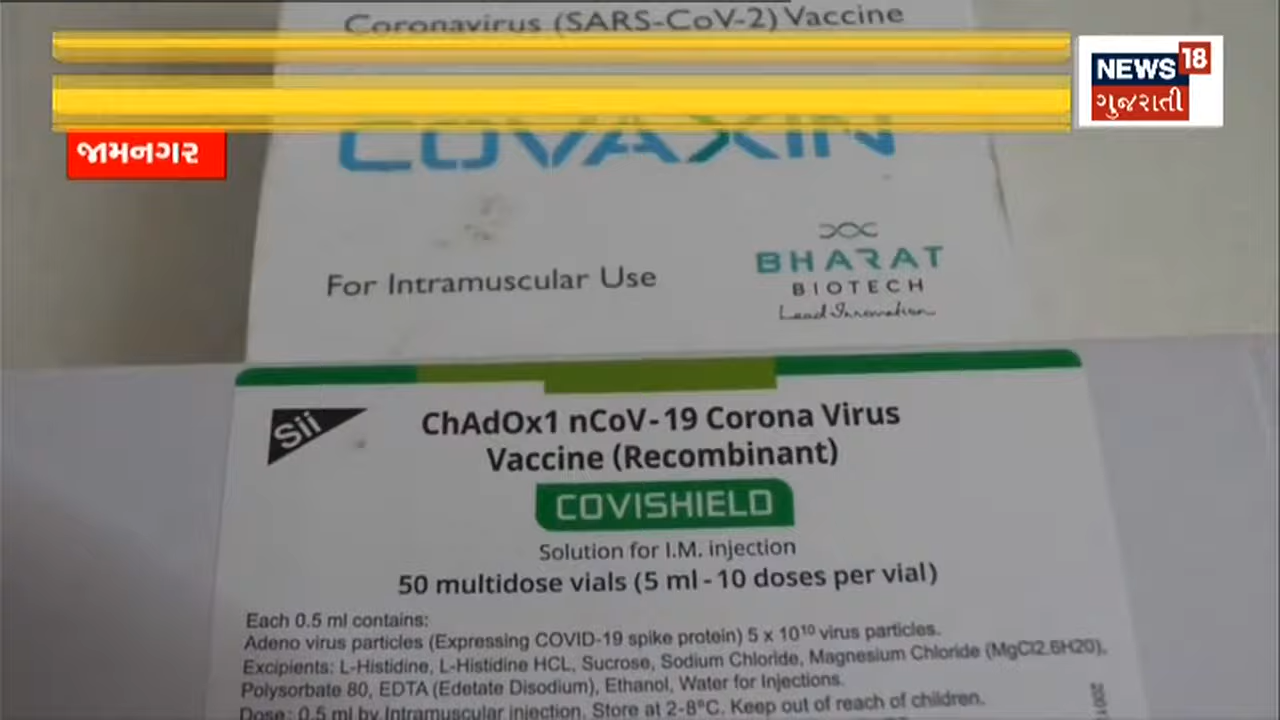 Coronavirus (SARS-CoV-2) Vaccine
NEWS 18
ગુજરાતી
જામનગર
COVAXIN
For Intramuscular Use
BHARAT
BIOTECH
Lead Innovation
Sii
ChAdOx1 nCoV-19 Corona Virus
Vaccine (Recombinant)
COVISHIELD
Solution for I.M. injection
50 multidose vials (5 ml - 10 doses per vial)
Each 0.5 ml contains:
Adeno virus particles (Expressing COVID-19 spike protein) 5 x 10¹⁰ virus particles.
Excipients: L-Histidine, L-Histidine HCL, Sucrose, Sodium Chloride, Magnesium Chloride (MgCl2.6H20),
Polysorbate 80, EDTA (Edetate Disodium), Ethanol, Water for Injections.
Dose: 0.5 ml by Intramuscular injection. Store at 2-8°C. Keep out of reach of children.